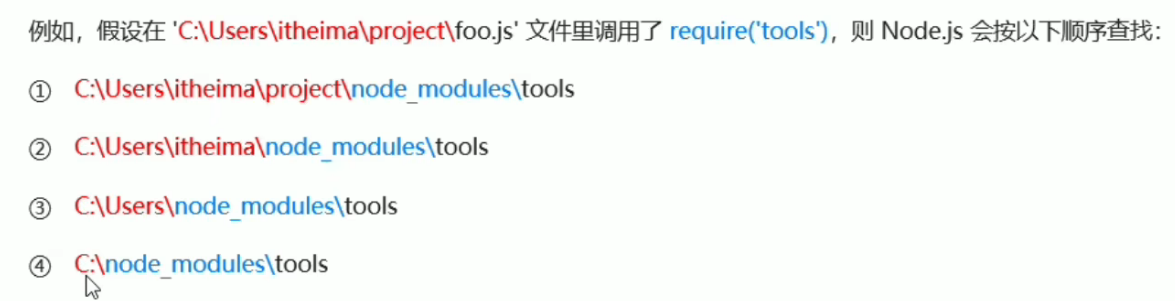 例如，假设在 'C:\Users\itheima\project\foo.js' 文件里调用了 require('tools')，则 Node.js 会按以下顺序查找：
① C:\Users\itheima\project\node_modules\tools
② C:\Users\itheima\node_modules\tools
③ C:\Users\node_modules\tools
④ C:\node_modules\tools